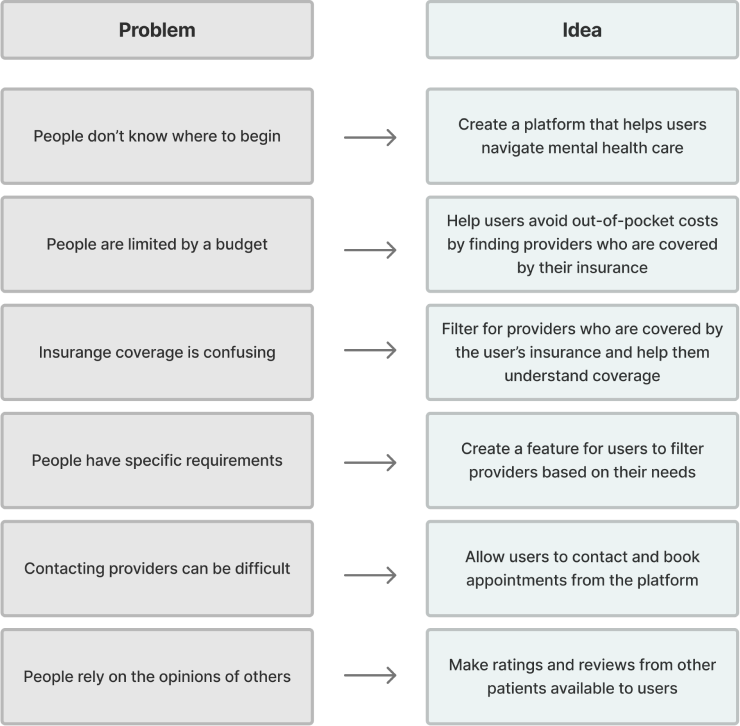 Problem
Idea
People don’t know where to begin
Create a platform that helps users
navigate mental health care
People are limited by a budget
Help users avoid out-of-pocket costs
by finding providers who are covered
by their insurance
Insurange coverage is confusing
Filter for providers who are covered by
the user’s insurance and help them
understand coverage
People have specific requirements
Create a feature for users to filter
providers based on their needs
Contacting providers can be difficult
Allow users to contact and book
appointments from the platform
People rely on the opinions of others
Make ratings and reviews from other
patients available to users